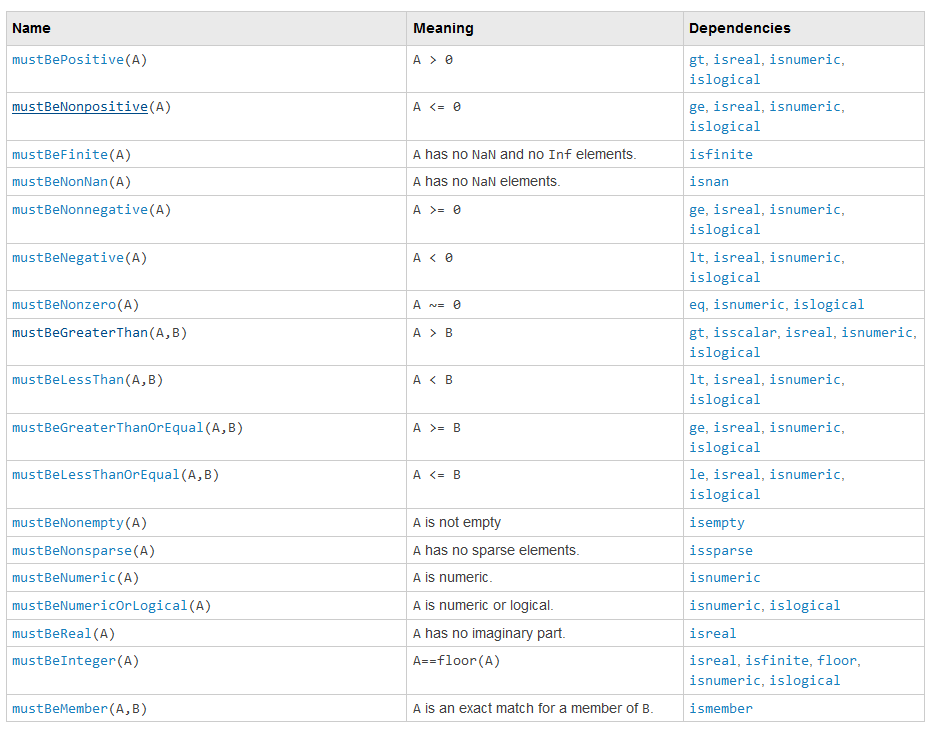 Name Meaning Dependencies
mustBePositive(A) A > 0 gt, isreal, isnumeric,
islogical
mustBeNonpositive(A) A <= 0 ge, isreal, isnumeric,
islogical
mustBeFinite(A) A has no NaN and no Inf elements. isfinite
mustBeNonNan(A) A has no NaN elements. isnan
mustBeNonnegative(A) A >= 0 ge, isreal, isnumeric,
islogical
mustBeNegative(A) A < 0 lt, isreal, isnumeric,
islogical
mustBeNonzero(A) A ~= 0 eq, isnumeric, islogical
mustBeGreaterThan(A,B) A > B gt, isscalar, isreal, isnumeric,
islogical
mustBeLessThan(A,B) A < B lt, isreal, isnumeric,
islogical
mustBeGreaterThanOrEqual(A,B) A >= B ge, isreal, isnumeric,
islogical
mustBeLessThanOrEqual(A,B) A <= B le, isreal, isnumeric,
islogical
mustBeNonempty(A) A is not empty isempty
mustBeNonsparse(A) A has no sparse elements. issparse
mustBeNumeric(A) A is numeric. isnumeric
mustBeNumericOrLogical(A) A is numeric or logical. isnumeric, islogical
mustBeReal(A) A has no imaginary part. isreal
mustBeInteger(A) A==floor(A) isreal, isfinite, floor,
isnumeric, islogical
mustBeMember(A,B) A is an exact match for a member of B. ismember